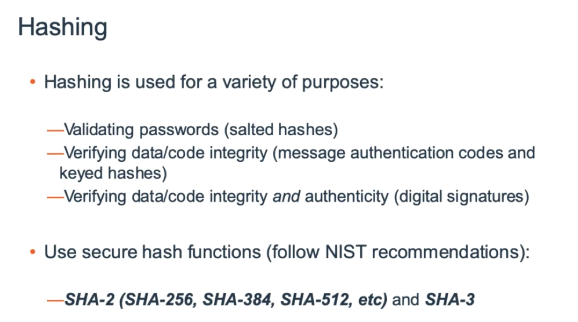 Hashing
• Hashing is used for a variety of purposes:
—Validating passwords (salted hashes)
—Verifying data/code integrity (message authentication codes and
keyed hashes)
—Verifying data/code integrity and authenticity (digital signatures)
• Use secure hash functions (follow NIST recommendations):
—SHA-2 (SHA-256, SHA-384, SHA-512, etc) and SHA-3